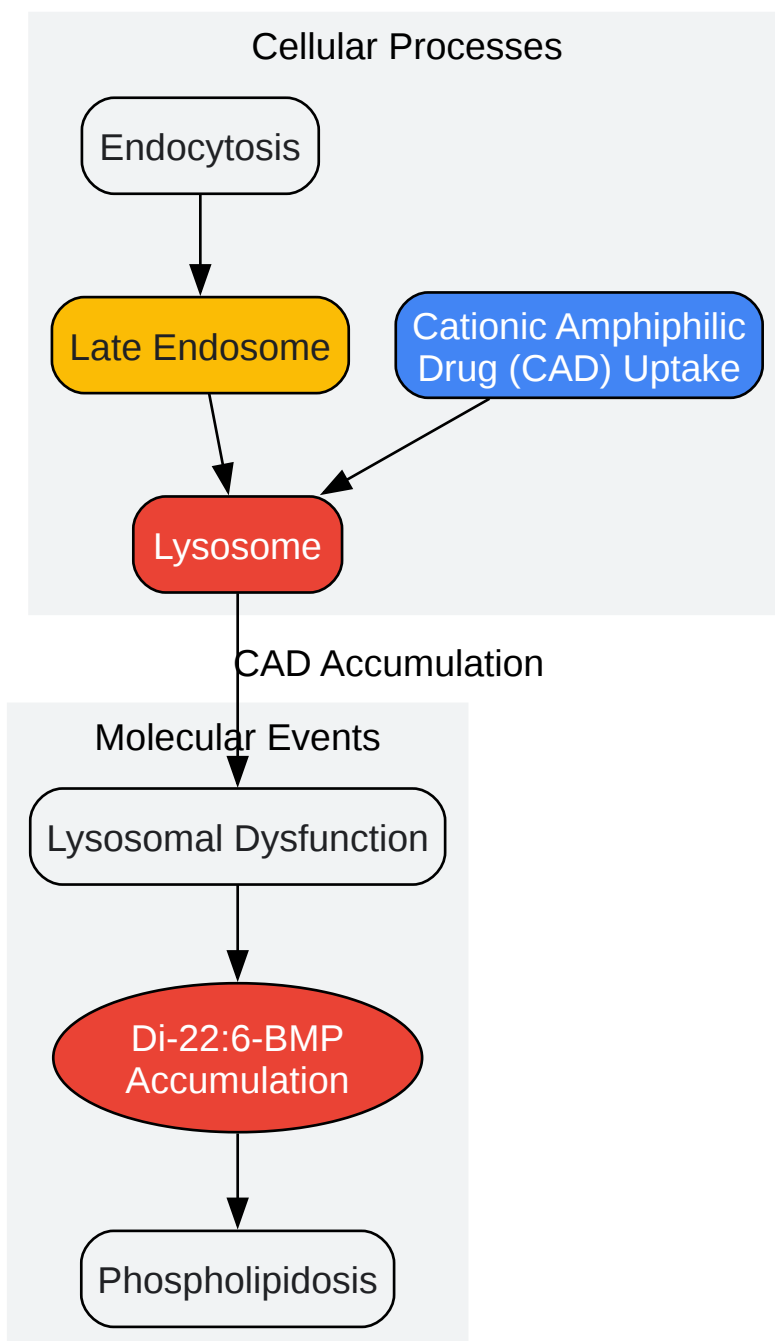 Cellular Processes
Endocytosis
Late Endosome
Cationic Amphiphilic
Drug (CAD) Uptake
Lysosome
CAD Accumulation
Molecular Events
Lysosomal Dysfunction
Di-22:6-BMP
Accumulation
Phospholipidosis